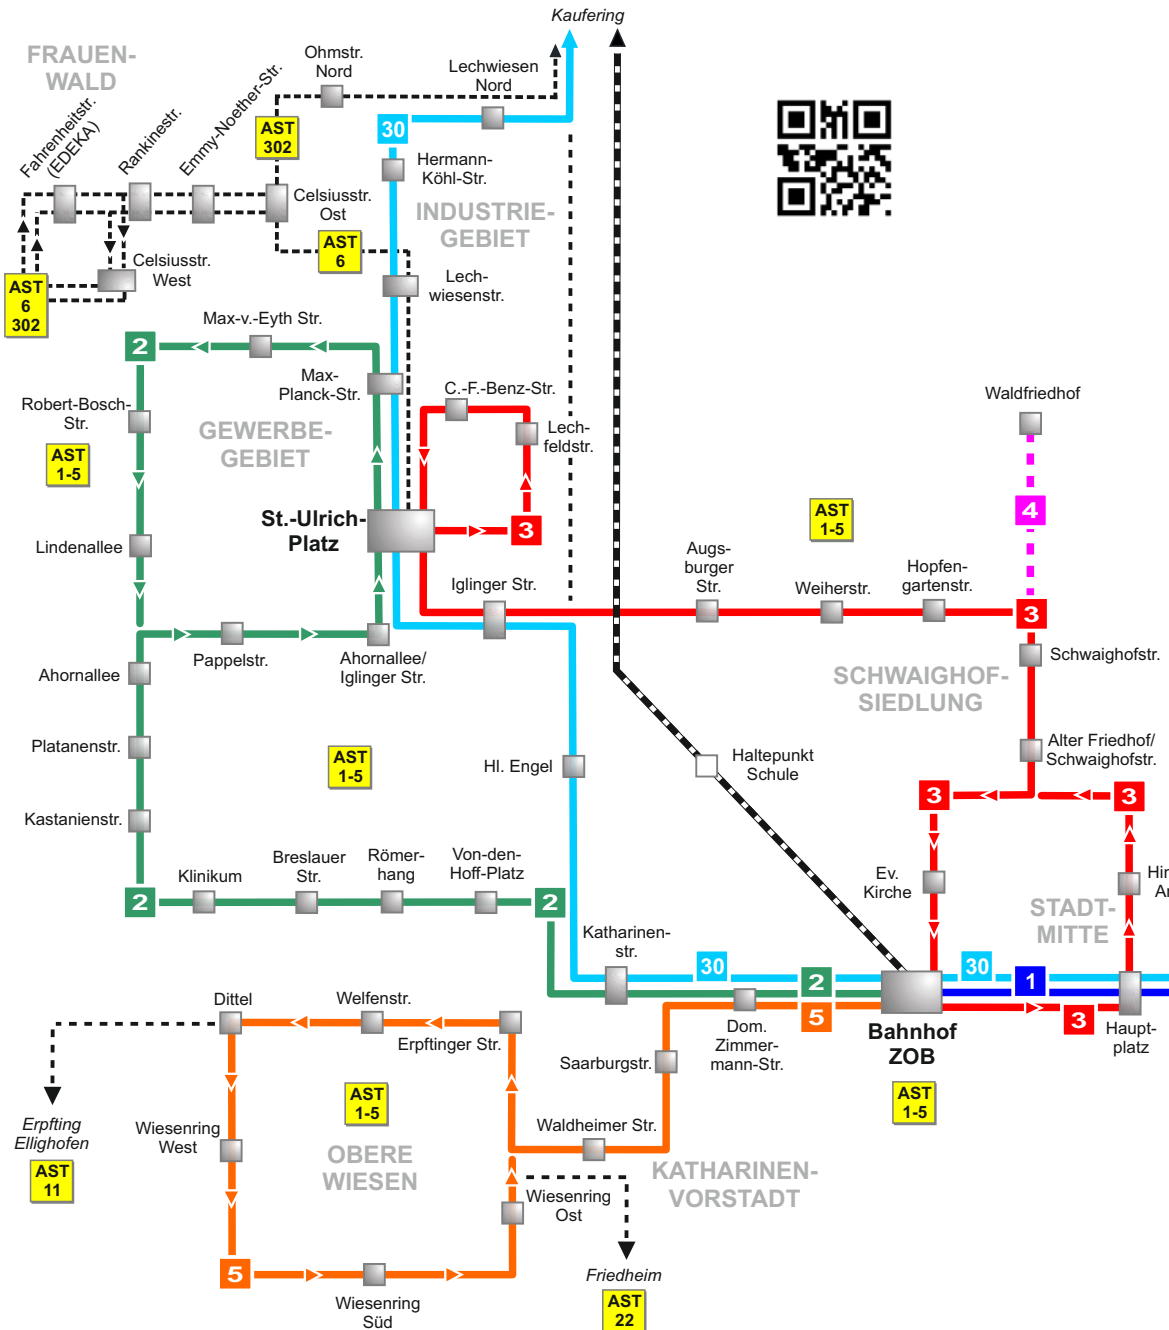 Kaufering
FRAUEN-
WALD
Ohmstr.
Nord
Lechwiesen
Nord
Fahrenheitstr.
(EDEKA)
Rankinestr.
Emmy-Noether-Str.
AST
302
30
Hermann-
Köhl-Str.
Celsiusstr.
Ost
INDUSTRIE-
GEBIET
AST
6
Celsiusstr.
West
AST
6
302
Lech-
wiesenstr.
Max-v.-Eyth Str.
2
Max-
Planck-Str.
C.-F.-Benz-Str.
Waldfriedhof
Robert-Bosch-
Str.
GEWERBE-
GEBIET
Lech-
feldstr.
AST
1-5
St.-Ulrich-
Platz
3
AST
1-5
4
Lindenallee
Iglinger Str.
Augs-
burger
Str.
Weiherstr.
Hopfen-
gartenstr.
3
Pappelstr.
Ahornallee/
Iglinger Str.
Schwaighofstr.
Ahornallee
SCHWAIGHOF-
SIEDLUNG
Platanenstr.
AST
1-5
Hl. Engel
Haltepunkt
Schule
Alter Friedhof/
Schwaighofstr.
3
3
Kastanienstr.
Klinikum
Breslauer
Str.
Römer-
hang
Von-den-
Hoff-Platz
Ev.
Kirche
2
2
STADT-
MITTE
Katharinen-
str.
30
2
5
30
1
3
Dittel
Welfenstr.
Erpftinger Str.
Dom.
Zimmer-
mann-Str.
Bahnhof
ZOB
Haupt-
platz
Saarburgstr.
AST
1-5
AST
1-5
Erpfting
Ellighofen
Wiesenring
West
Waldheimer Str.
AST
11
OBERE
WIESEN
KATHARINEN-
VORSTADT
Wiesenring
Ost
5
Wiesenring
Süd
Friedheim
AST
22